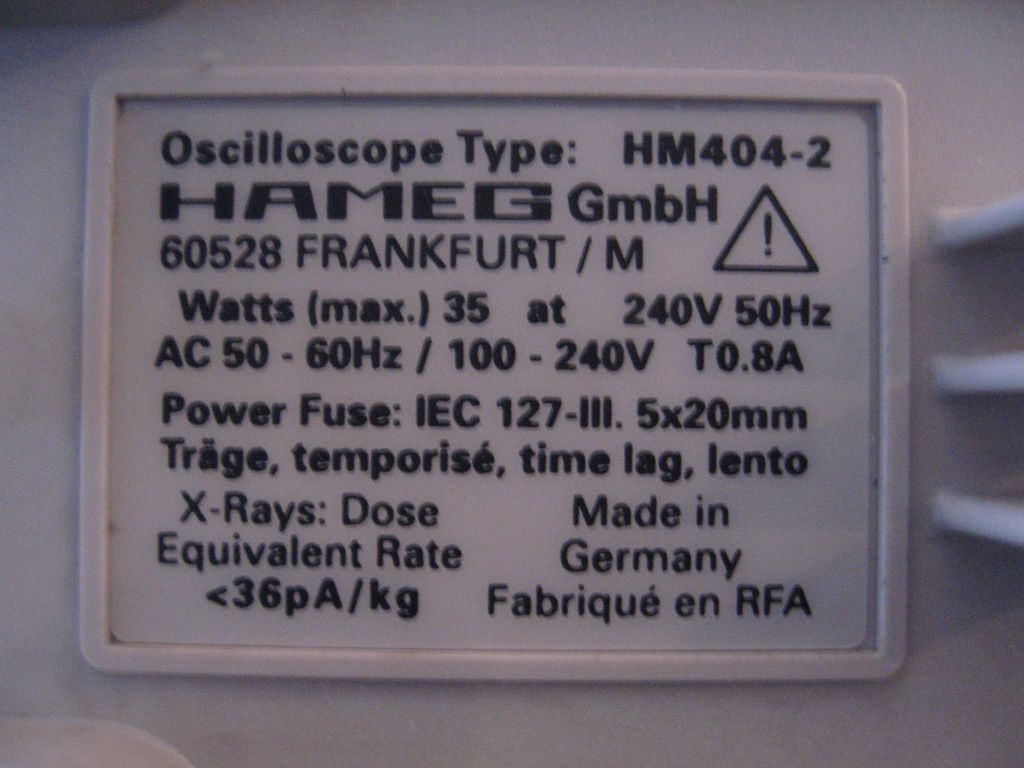 Oscilloscope Type: HM404-2
HAMEG GmbH
60528 FRANKFURT / M
Watts (max.) 35 at 240V 50Hz
AC 50 - 60Hz / 100 - 240V T0.8A
Power Fuse: IEC 127-III. 5x20mm
Träge, temporisé, time lag, lento
X-Rays: Dose
Equivalent Rate
<36pA/kg
Made in
Germany
Fabriqué en RFA